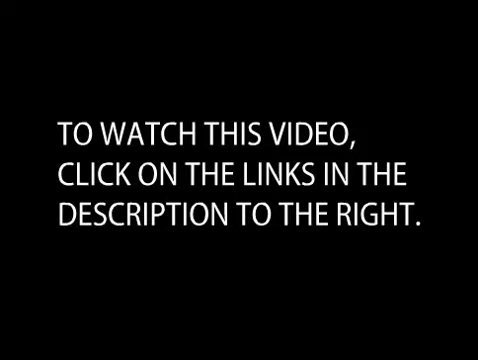 TO WATCH THIS VIDEO,
CLICK ON THE LINKS IN THE
DESCRIPTION TO THE RIGHT.